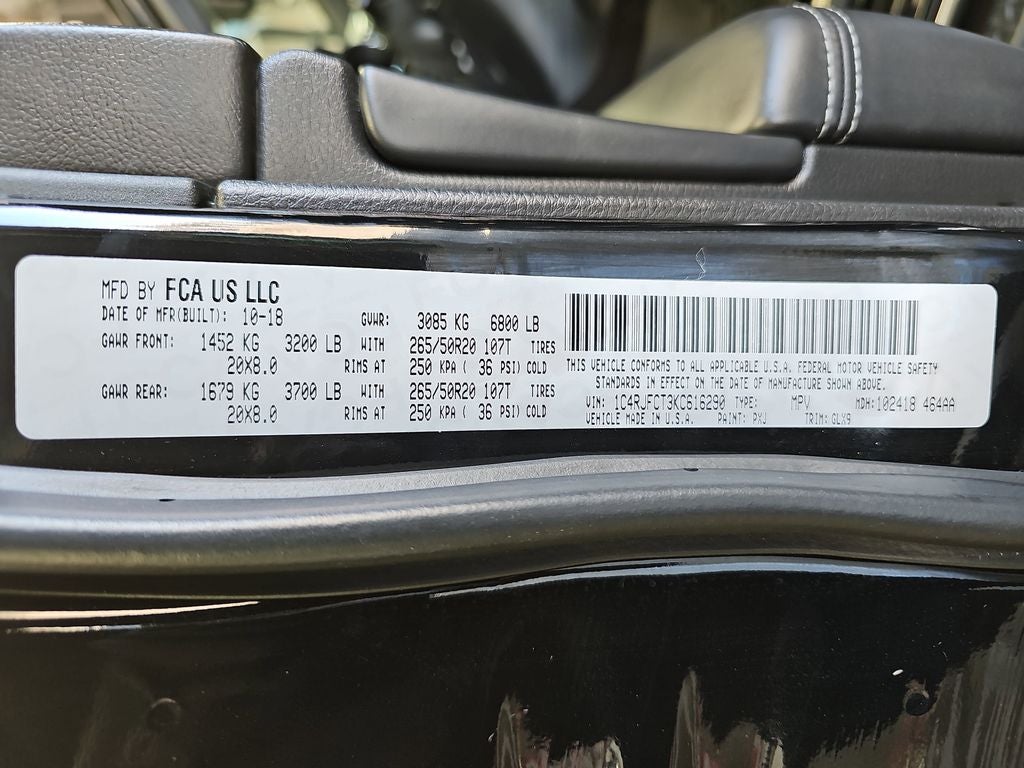 MFD BY FCA US LLC
DATE OF MFR(BUILT): 10-18 GVWR: 3085 KG 6800 LB
GAWR FRONT: 1452 KG 3200 LB WITH 265/50R20 107T TIRES
20X8.0 RIMS AT 250 KPA ( 36 PSI) COLD
GAWR REAR: 1679 KG 3700 LB WITH 265/50R20 107T TIRES
20X8.0 RIMS AT 250 KPA ( 36 PSI) COLD
THIS VEHICLE CONFORMS TO ALL APPLICABLE U.S.A. FEDERAL MOTOR VEHICLE SAFETY
STANDARDS IN EFFECT ON THE DATE OF MANUFACTURE SHOWN ABOVE.
VIN: 1C4RJFCT3KC616290 TYPE: MPV MDH: 102418 464AA
VEHICLE MADE IN U.S.A. PAINT: PXJ TRIM: GLX9